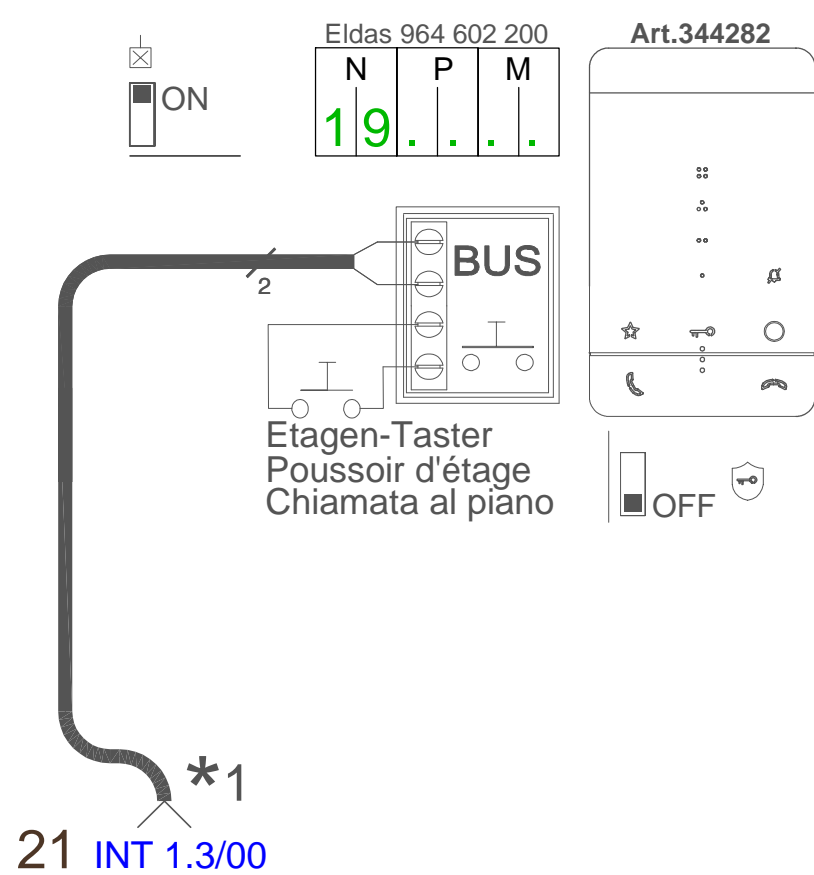 Eldas 964 602 200
Art.344282
ON
N P M
19....
BUS
2
Etagen-Taster
Poussoir d'étage
Chiamata al piano
OFF
*1
21 INT 1.3/00